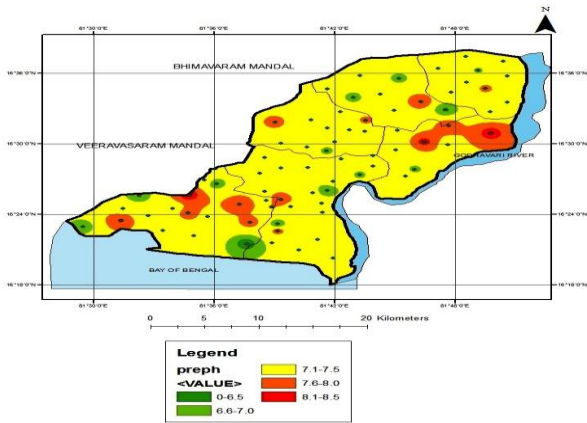 N
81°30'0"E 81°36'0"E 81°42'0"E 81°48'0"E
BHIMAVARAM MANDAL
16°36'0"N 16°36'0"N
VEERAVASARAM MANDAL
16°30'0"N 16°30'0"N
GODHAVARI RIVER
16°24'0"N 16°24'0"N
BAY OF BENGAL
16°18'0"N 16°18'0"N
81°30'0"E 81°36'0"E 81°42'0"E 81°48'0"E
0 5 10 20 Kilometers
Legend
preph
<VALUE>
0-6.5
6.6-7.0
7.1-7.5
7.6-8.0
8.1-8.5